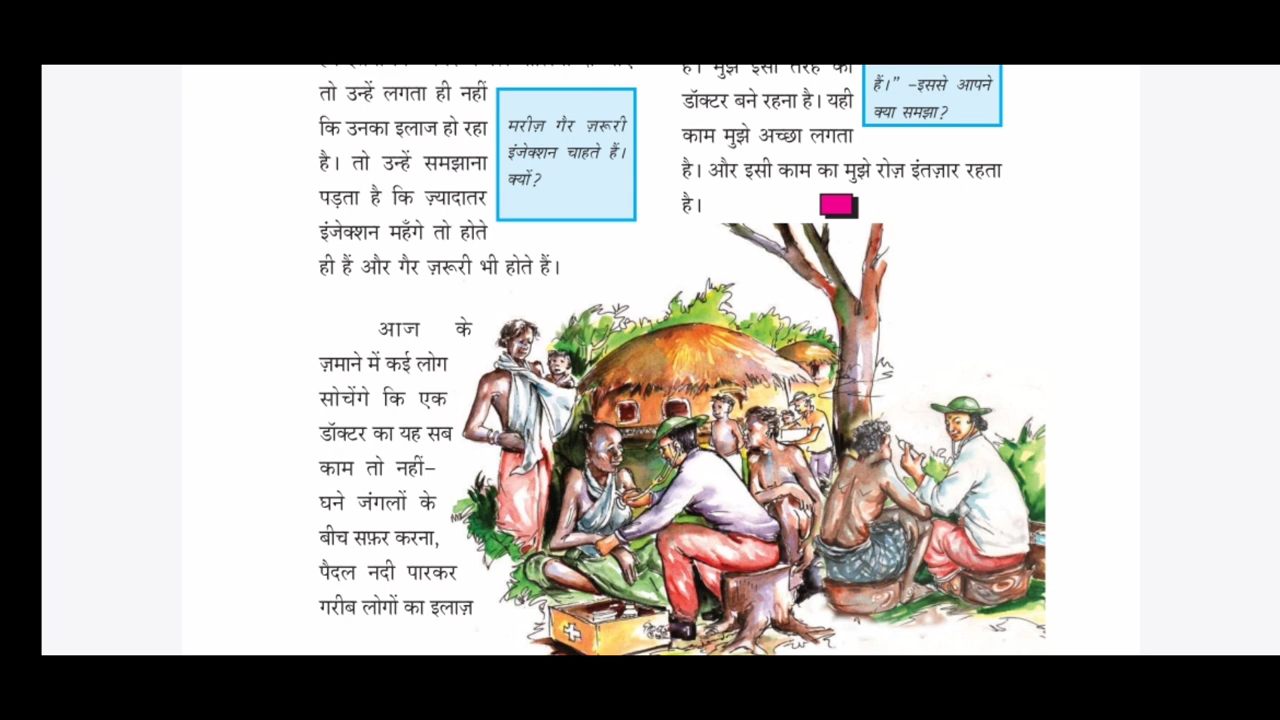 तो उन्हें लगता ही नहीं
कि उनका इलाज हो रहा
है। तो उन्हें समझाना
पड़ता है कि ज़्यादातर
इंजेक्शन महँगे तो होते
ही हैं और गैर ज़रूरी भी होते हैं।
मरीज़ गैर ज़रूरी
इंजेक्शन चाहते हैं।
क्यों?
आज के
ज़माने में कई लोग
सोचेंगे कि एक
डॉक्टर का यह सब
काम तो नहीं–
घने जंगलों के
बीच सफ़र करना,
पैदल नदी पारकर
गरीब लोगों का इलाज़
है। मुझे इसी तरह का
डॉक्टर बने रहना है। यही
काम मुझे अच्छा लगता
है। और इसी काम का मुझे रोज़ इंतज़ार रहता
है।
हैं।” –इससे आपने
क्या समझा?